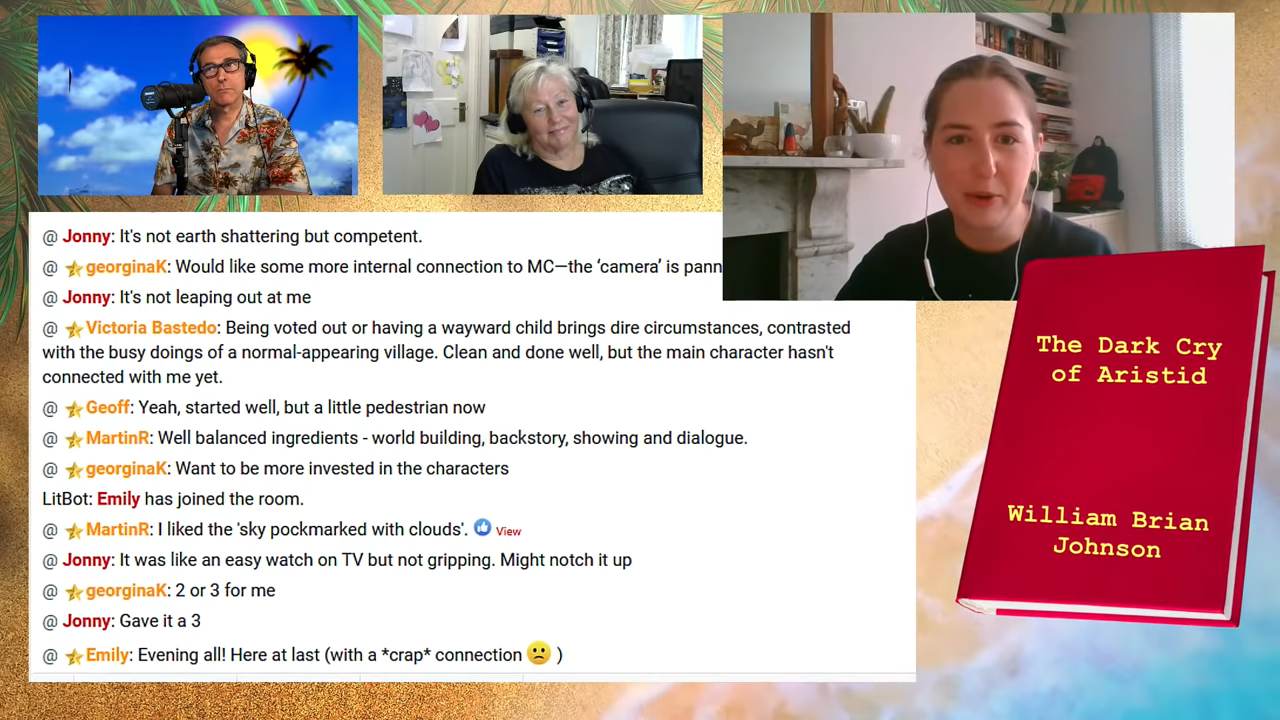 @ Jonny: It's not earth shattering but competent.
@ georginaK: Would like some more internal connection to MC—the ‘camera’ is pann
@ Jonny: It's not leaping out at me
@ Victoria Bastedo: Being voted out or having a wayward child brings dire circumstances, contrasted
with the busy doings of a normal-appearing village. Clean and done well, but the main character hasn't
connected with me yet.
@ Geoff: Yeah, started well, but a little pedestrian now
@ MartinR: Well balanced ingredients - world building, backstory, showing and dialogue.
@ georginaK: Want to be more invested in the characters
LitBot: Emily has joined the room.
@ MartinR: I liked the 'sky pockmarked with clouds'. View
@ Jonny: It was like an easy watch on TV but not gripping. Might notch it up
@ georginaK: 2 or 3 for me
@ Jonny: Gave it a 3
@ Emily: Evening all! Here at last (with a *crap* connection 🙁 )
The Dark Cry
of Aristid
William Brian
Johnson